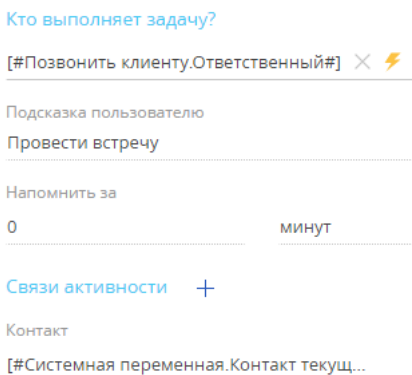 Кто выполняет задачу?
[#Позвонить клиенту.Ответственный#]
Подсказка пользователю
Провести встречу
Напомнить за
0 минут
Связи активности
Контакт
[#Системная переменная.Контакт текущ...